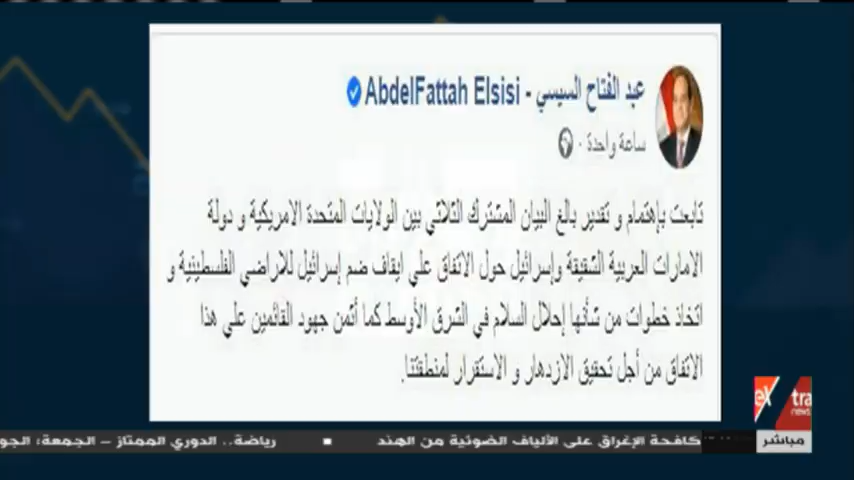 عبد الفتاح السيسي - AbdelFattah Elsisi
ساعة واحدة ·
تابعت بإهتمام و تقدير بالغ البيان المشترك الثلاثي بين الولايات المتحدة الامريكية و دولة
الامارات العربية الشقيقة وإسرائيل حول الاتفاق علي ايقاف ضم إسرائيل للاراضي الفلسطينية و
اتخاذ خطوات من شأنها إحلال السلام في الشرق الأوسط كما أثمن جهود القائمين علي هذا
الاتفاق من أجل تحقيق الازدهار و الاستقرار لمنطقتنا.
eXtra
news
مباشر
كافحة الإغراق على الألياف الضوئية من الهند ■ رياضة.. الدوري الممتاز – الجمعة؛ الجو